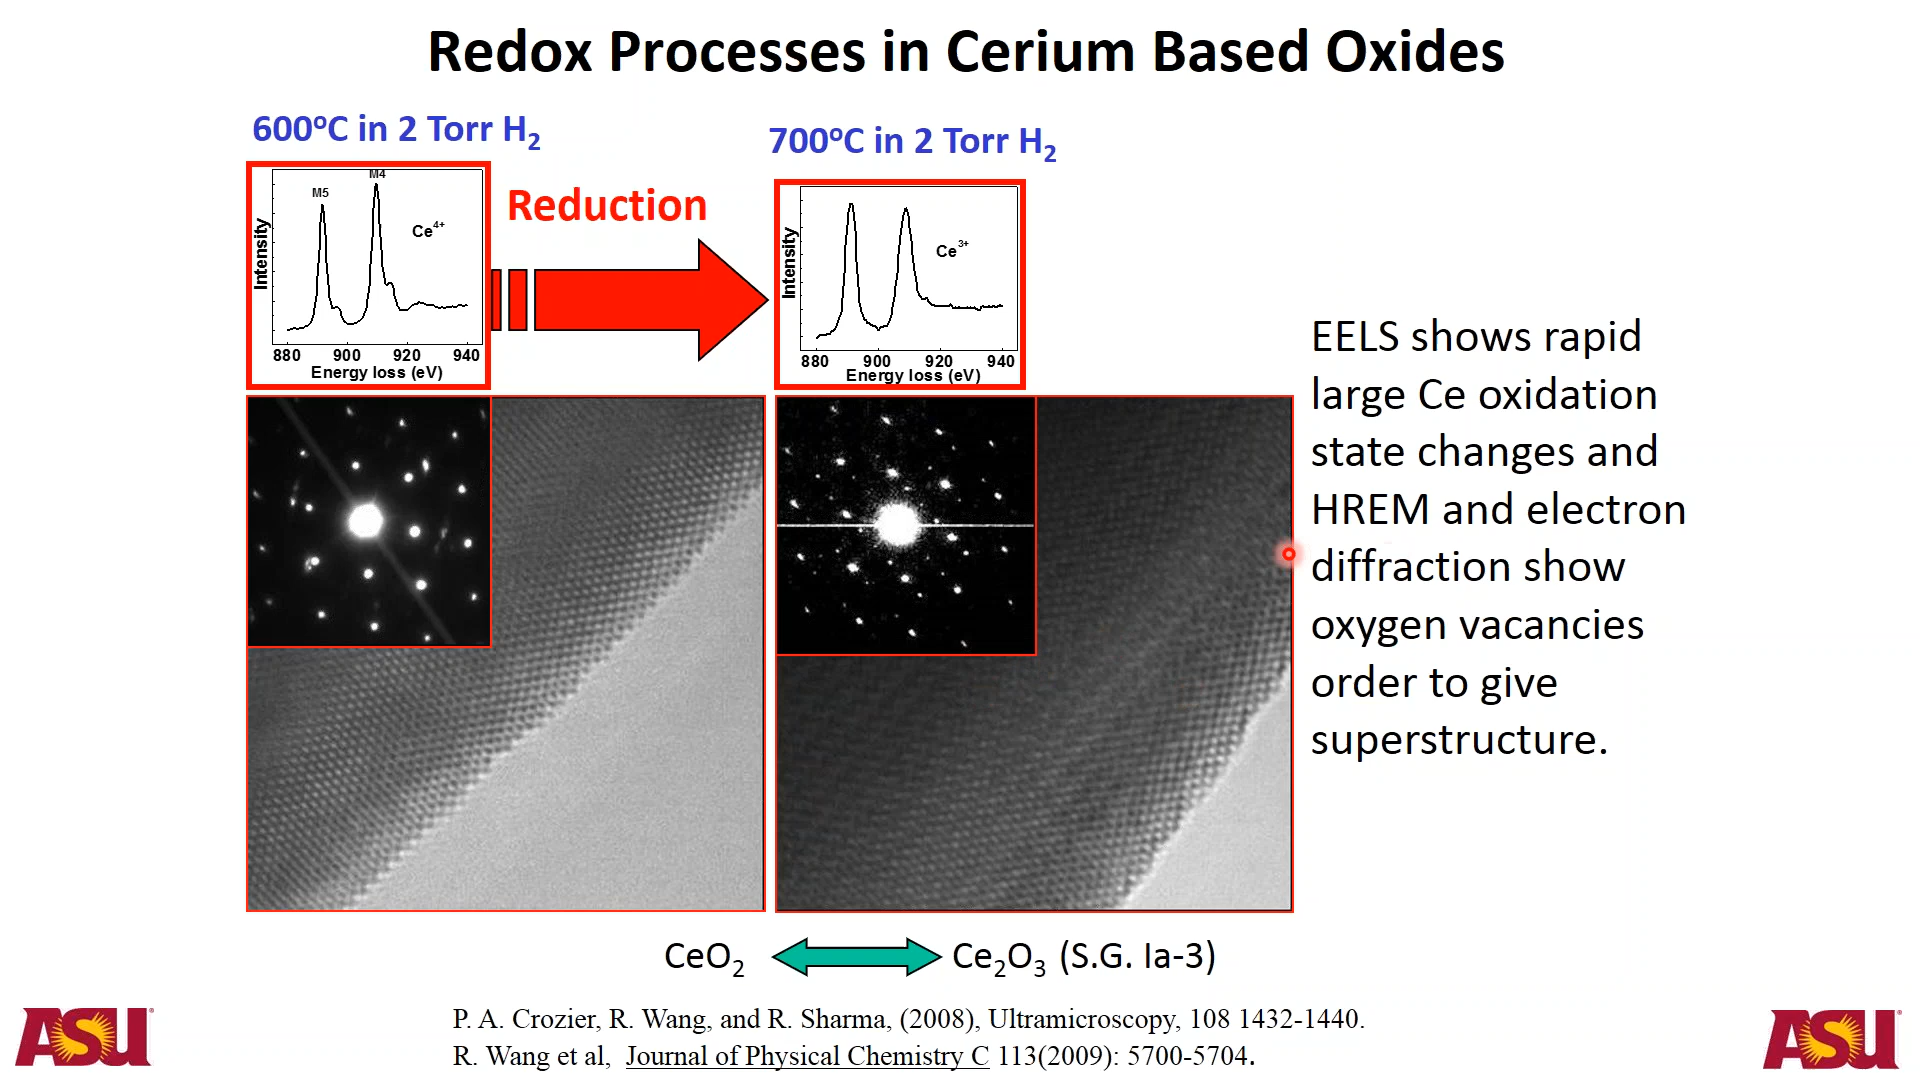 Redox Processes in Cerium Based Oxides
600°C in 2 Torr H₂
700°C in 2 Torr H₂
M5
M4
Ce⁴⁺
Intensity
880 900 920 940
Energy loss (eV)
Reduction
Ce³⁺
Intensity
880 900 920 940
Energy loss (eV)
EELS shows rapid
large Ce oxidation
state changes and
HREM and electron
diffraction show
oxygen vacancies
order to give
superstructure.
CeO₂
Ce₂O₃ (S.G. Ia-3)
P. A. Crozier, R. Wang, and R. Sharma, (2008), Ultramicroscopy, 108 1432-1440.
R. Wang et al, Journal of Physical Chemistry C 113(2009): 5700-5704.
ASU
ASU